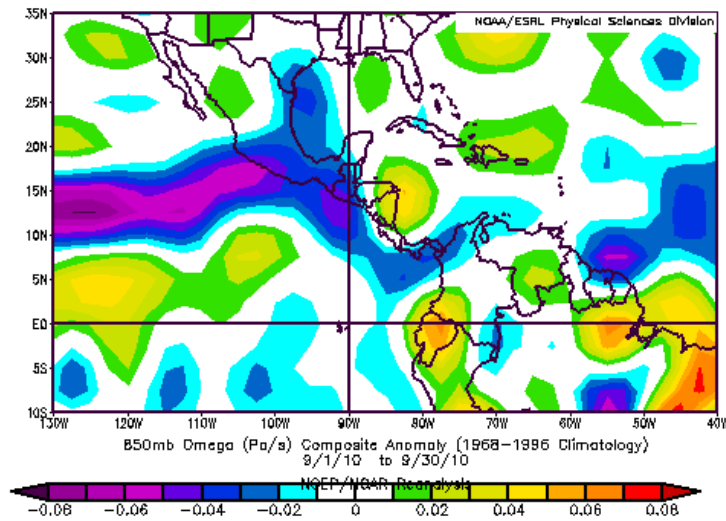 NOAA/ESRL Physical Sciences Division
35N
30N
25N
20N
15N
10N
5N
EQ
5S
10S
130W 120W 110W 100W 90W 80W 70W 60W 50W 40W
850mb Omega (Pa/s) Composite Anomaly (1968-1996 Climatology)
9/1/10 to 9/30/10
NCEP/NCAR Reanalysis
-0.08 -0.06 -0.04 -0.02 0 0.02 0.04 0.06 0.08